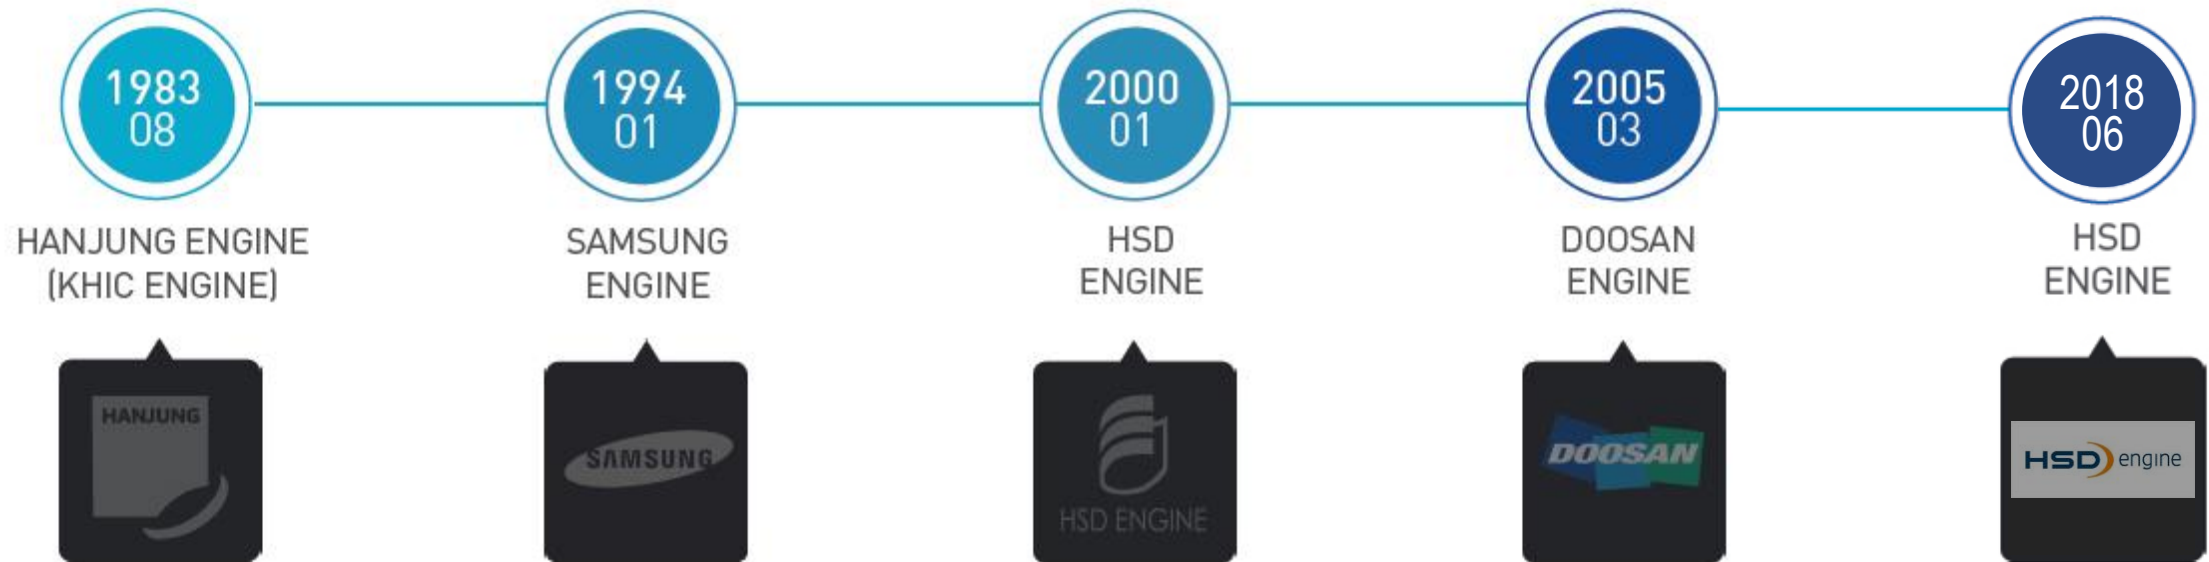 1983
08
1994
01
2000
01
2005
03
2018
06
HANJUNG ENGINE
(KHIC ENGINE)
SAMSUNG
ENGINE
HSD
ENGINE
DOOSAN
ENGINE
HSD
ENGINE
HANJUNG
SAMSUNG
HSD ENGINE
DOOSAN
HSD engine